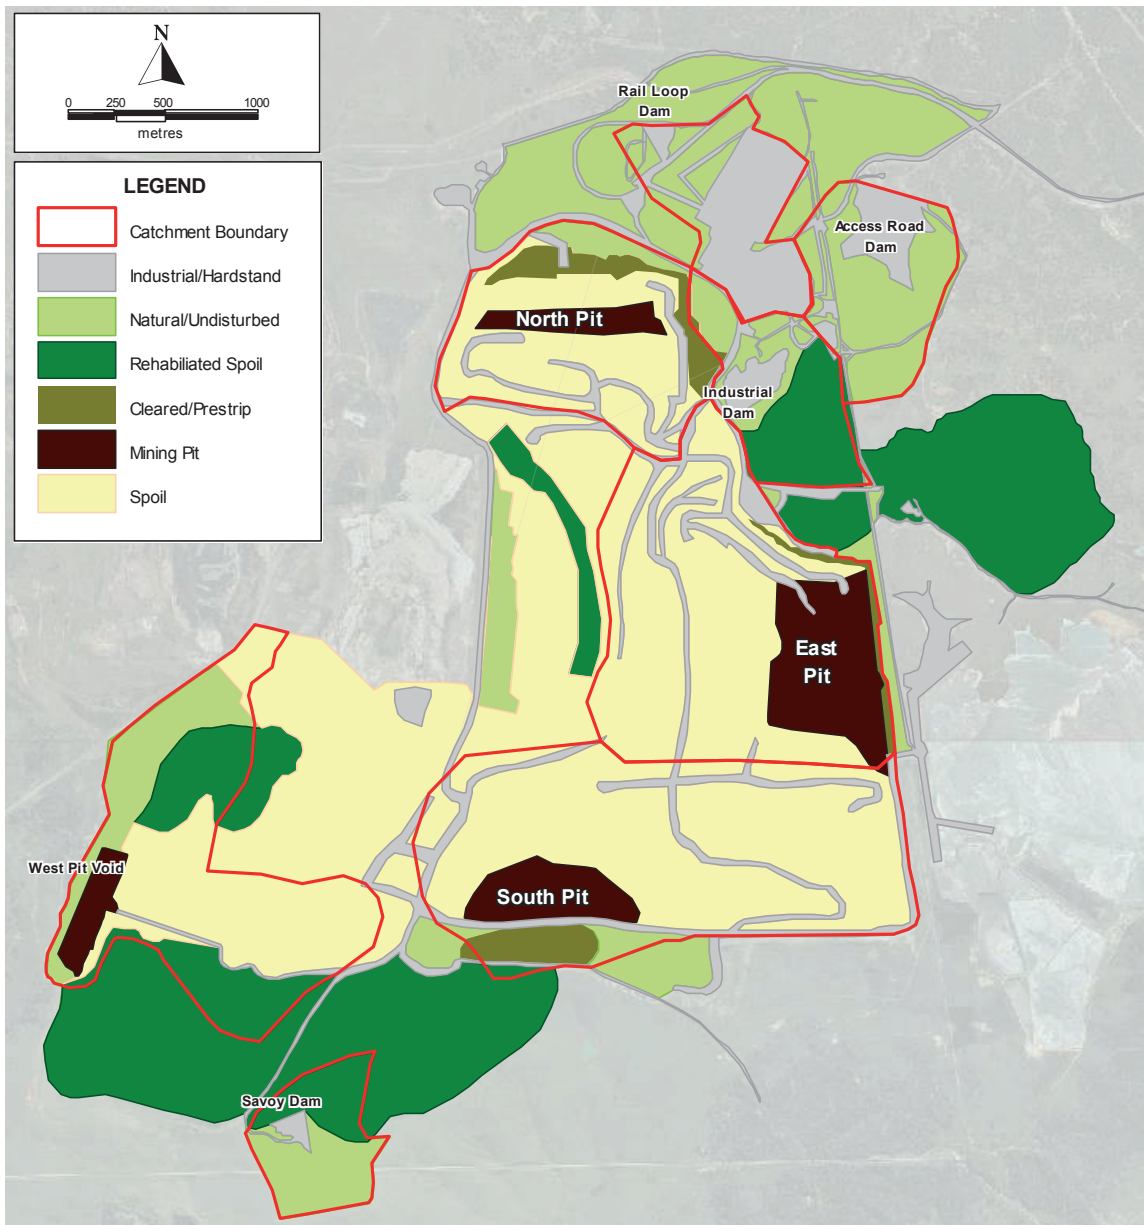 N
0 250 500 1000
metres
LEGEND
Catchment Boundary
Industrial/Hardstand
Natural/Undisturbed
Rehabiliated Spoil
Cleared/Prestrip
Mining Pit
Spoil
Rail Loop
Dam
Access Road
Dam
North Pit
Industrial
Dam
East
Pit
West Pit Void
South Pit
Savoy Dam